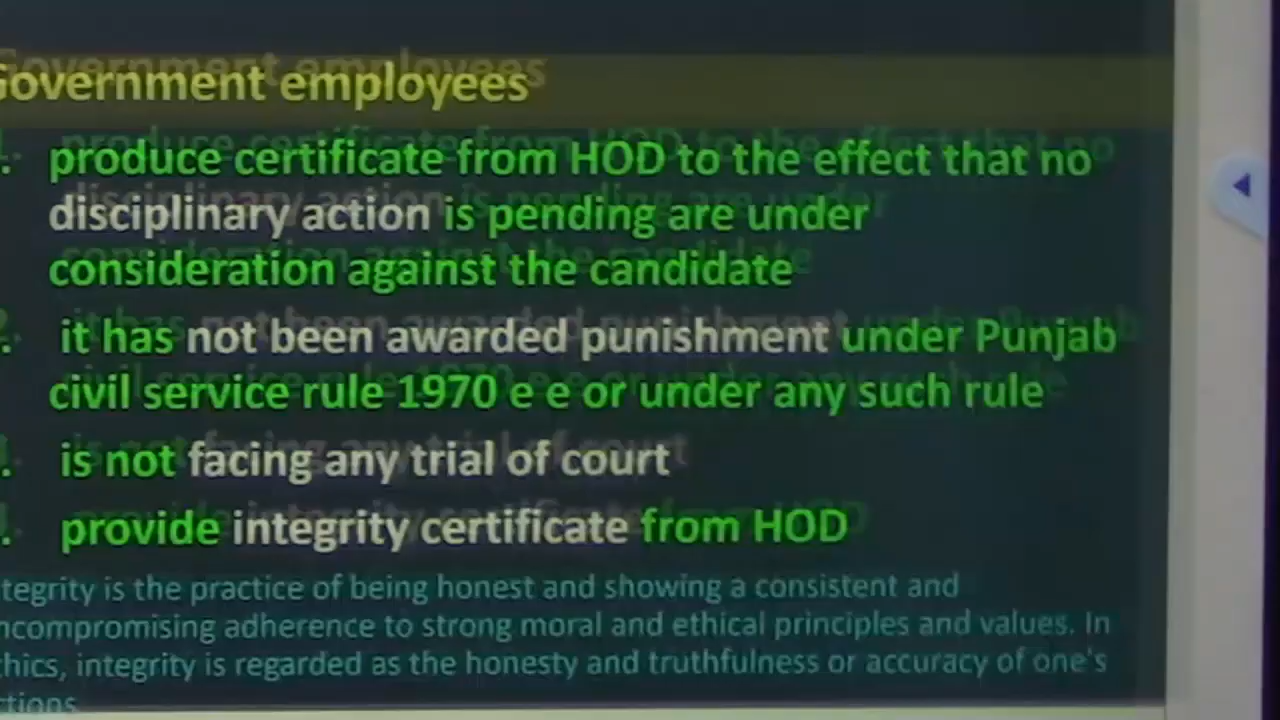 Government employees
1. produce certificate from HOD to the effect that no
disciplinary action is pending are under
consideration against the candidate
2. it has not been awarded punishment under Punjab
civil service rule 1970 e e or under any such rule
. is not facing any trial of court
. provide integrity certificate from HOD
tegrity is the practice of being honest and showing a consistent and
ncompromising adherence to strong moral and ethical principles and values. In
thics, integrity is regarded as the honesty and truthfulness or accuracy of one's
ctions